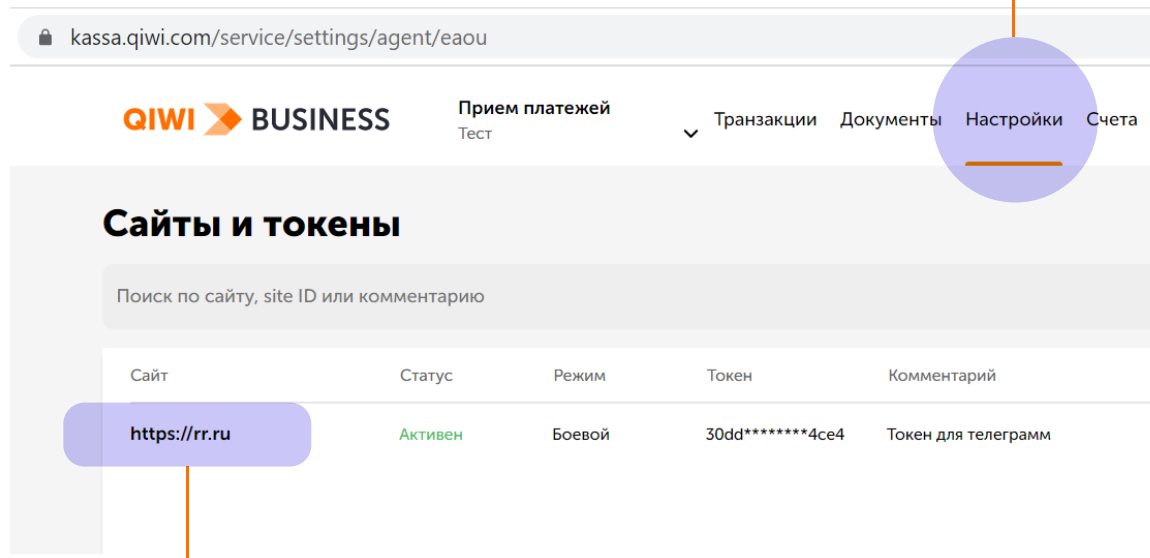 kassa.qiwi.com/service/settings/agent/eaou
QIWI BUSINESS
Прием платежей
Тест
Транзакции Документы Настройки Счета
Сайты и токены
Поиск по сайту, site ID или комментарию
Сайт Статус Режим Токен Комментарий
https://rr.ru Активен Боевой 30dd********4ce4 Токен для телеграмм